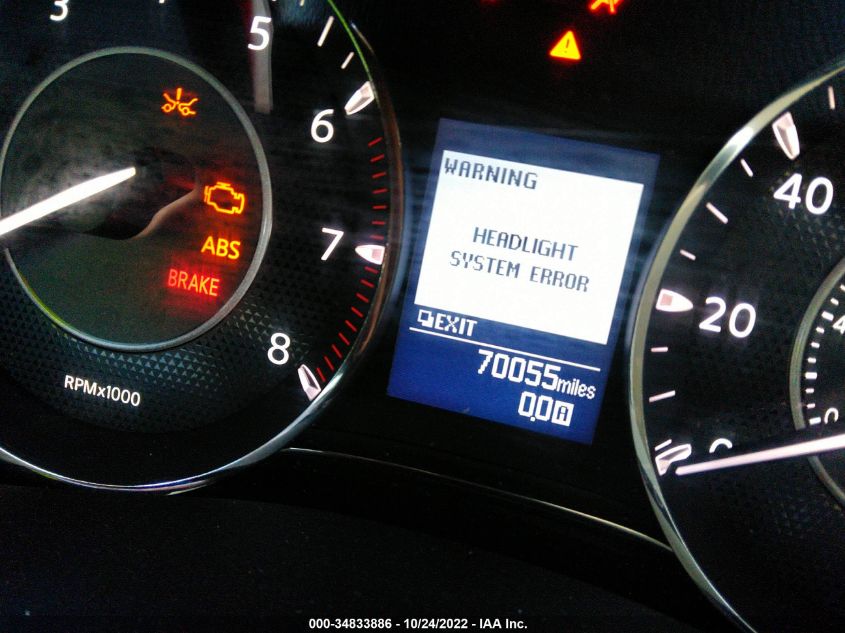 3
5
6
7
8
RPMx1000
ABS
BRAKE
WARNING
HEADLIGHT
SYSTEM ERROR
EXIT
70055miles
0.0 A
40
20
0
000-34833886 - 10/24/2022 - IAA Inc.